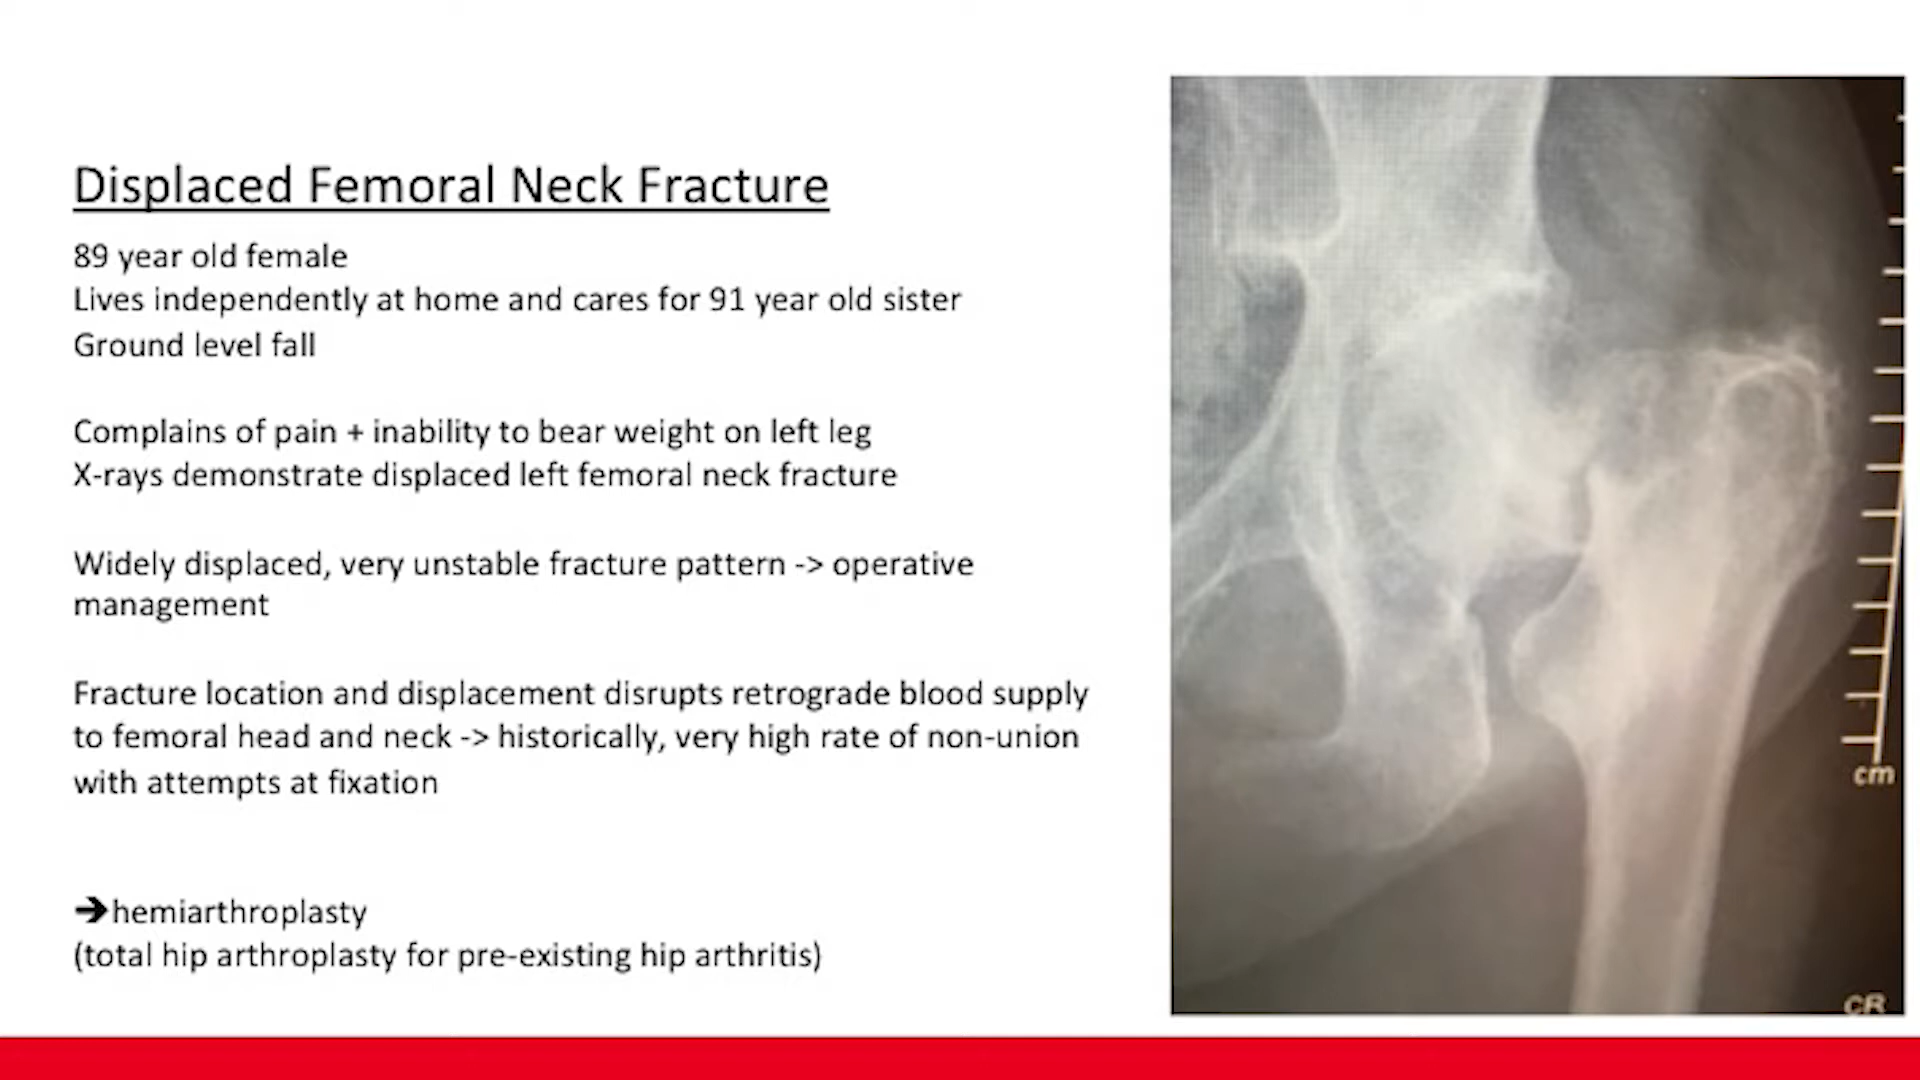 Displaced Femoral Neck Fracture
89 year old female
Lives independently at home and cares for 91 year old sister
Ground level fall
Complains of pain + inability to bear weight on left leg
X-rays demonstrate displaced left femoral neck fracture
Widely displaced, very unstable fracture pattern -> operative
management
Fracture location and displacement disrupts retrograde blood supply
to femoral head and neck -> historically, very high rate of non-union
with attempts at fixation
➔hemiarthroplasty
(total hip arthroplasty for pre-existing hip arthritis)
cm
CR